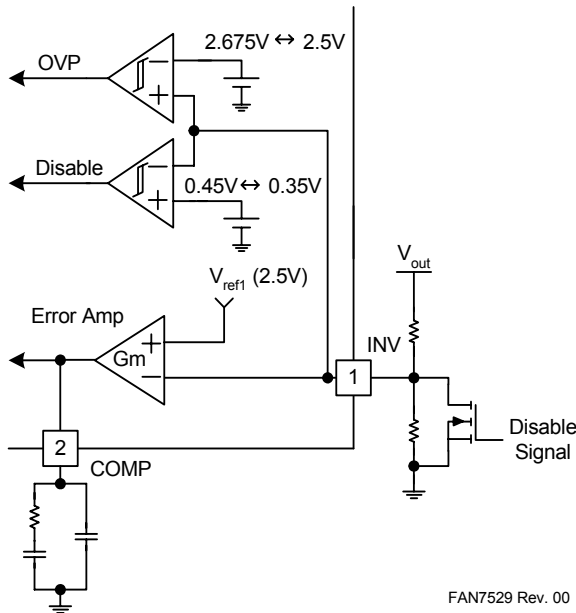 OVP
2.675V ↔ 2.5V
−
+
Disable
−
0.45V ↔ 0.35V
+
Vref1 (2.5V)
Vout
Error Amp
Gm
+
−
1
INV
Disable
Signal
2
COMP
FAN7529 Rev. 00